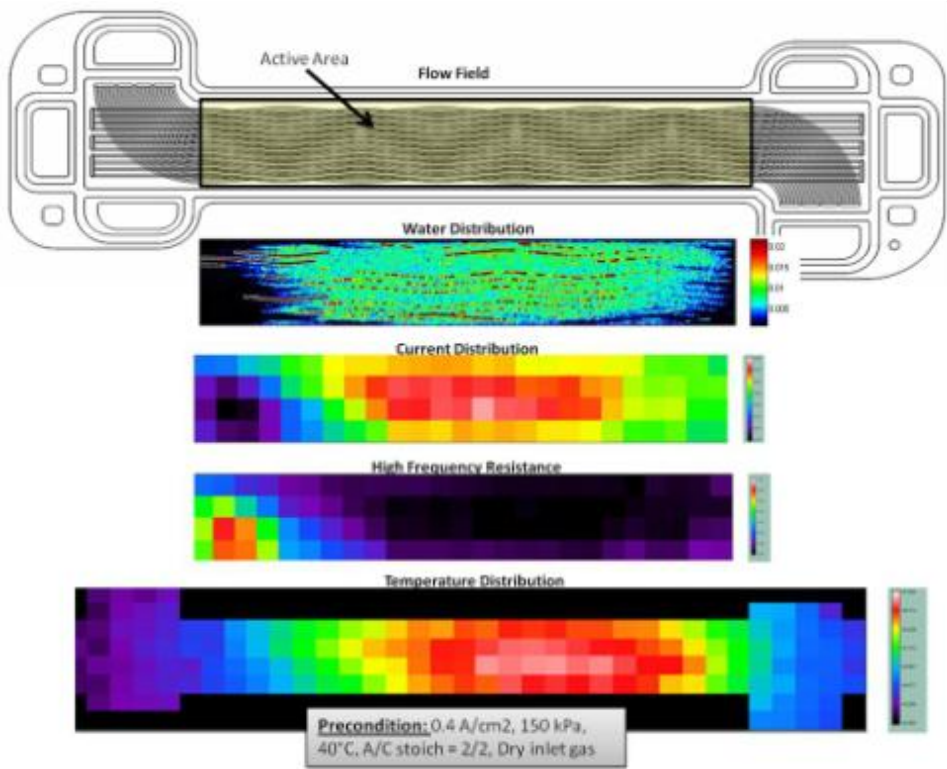 Active Area
Flow Field
Water Distribution
0.02
0.015
0.01
0.005
Current Distribution
High Frequency Resistance
Temperature Distribution
Precondition: 0.4 A/cm2, 150 kPa,
40°C, A/C stoich = 2/2, Dry inlet gas